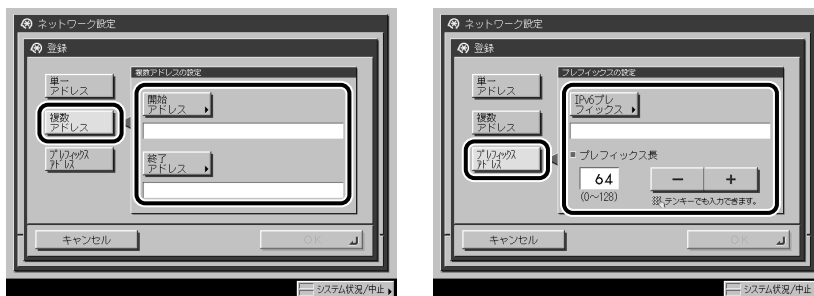 ネットワーク設定
登録
単一
アドレス
複数
アドレス
プレフィックス
アドレス
複数アドレスの設定
開始
アドレス
終了
アドレス
キャンセル
OK
システム状況/中止
ネットワーク設定
登録
単一
アドレス
複数
アドレス
プレフィックス
アドレス
プレフィックスの設定
IPv6プレ
フィックス
プレフィックス長
64
(0~128)
− +
テンキーでも入力できます。
キャンセル
OK
システム状況/中止